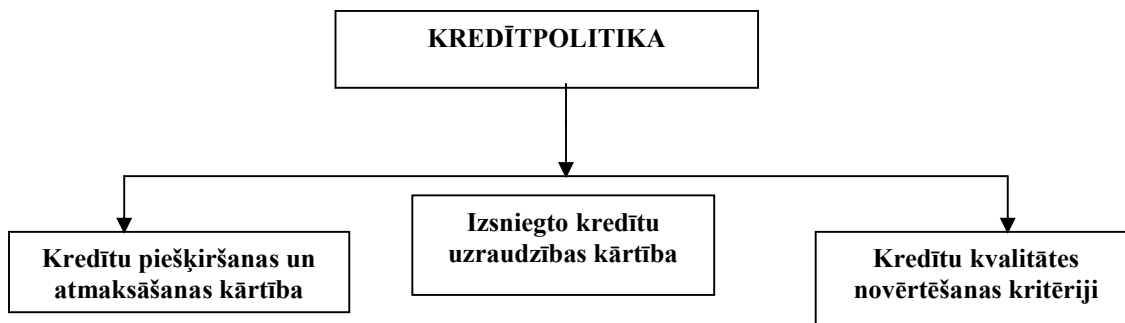 KREDĪTPOLITIKA
Kredītu piešķiršanas un
atmaksāšanas kārtība
Izsniegto kredītu
uzraudzības kārtība
Kredītu kvalitātes
novērtēšanas kritēriji